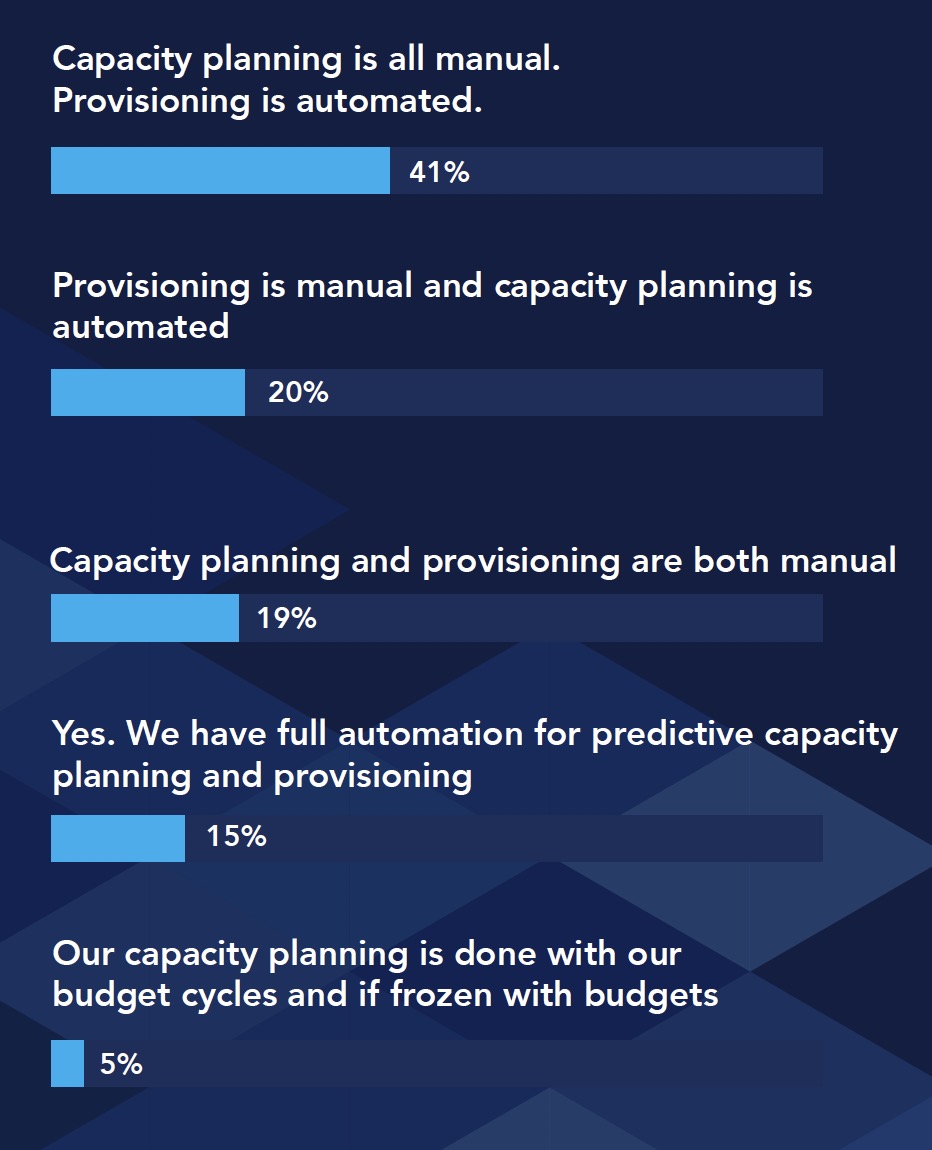 Capacity planning is all manual.
Provisioning is automated.
41%
Provisioning is manual and capacity planning is
automated
20%
Capacity planning and provisioning are both manual
19%
Yes. We have full automation for predictive capacity
planning and provisioning
15%
Our capacity planning is done with our
budget cycles and if frozen with budgets
5%